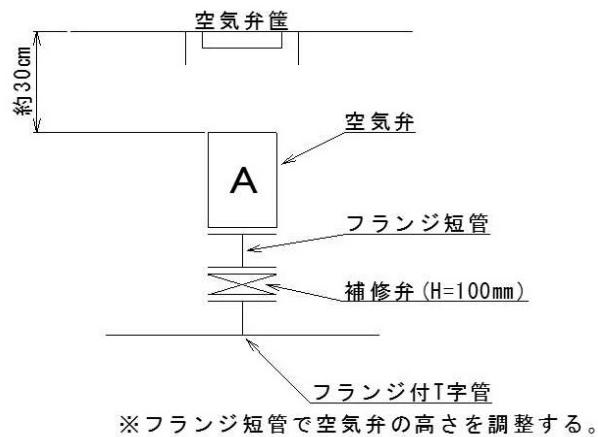 空気弁筺
約30cm
空気弁
A
フランジ短管
補修弁(H=100mm)
フランジ付T字管
※フランジ短管で空気弁の高さを調整する。